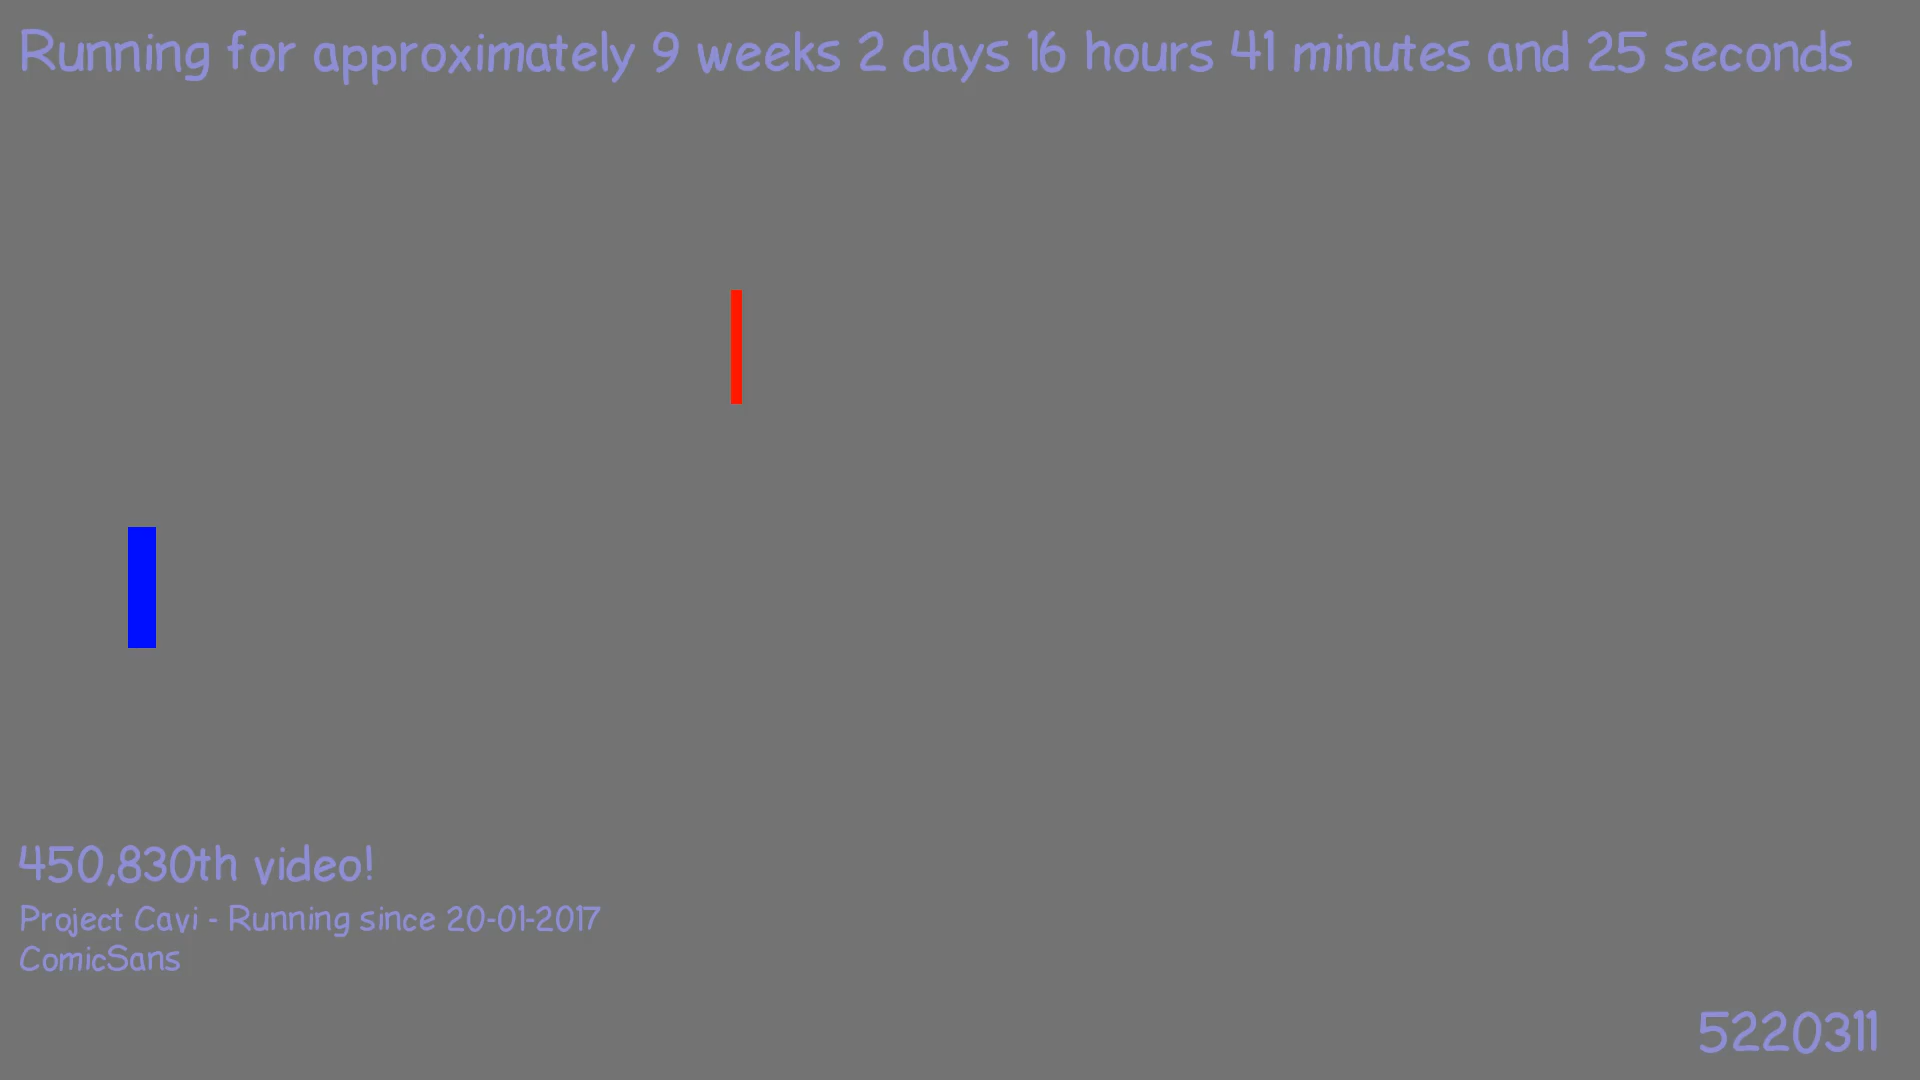 Running for approximately 9 weeks 2 days 16 hours 41 minutes and 25 seconds
450,830th video!
Project Cavi - Running since 20-01-2017
ComicSans
5220311